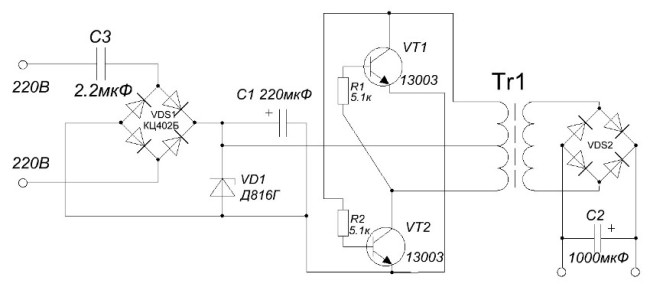 C3
220В
2.2мкФ
VDS1
КЦ402Б
220В
C1 220мкФ
+
VD1
Д816Г
VT1
13003
R1
5.1к
R2
5.1к
VT2
13003
Tr1
VDS2
C2
+
1000мкФ